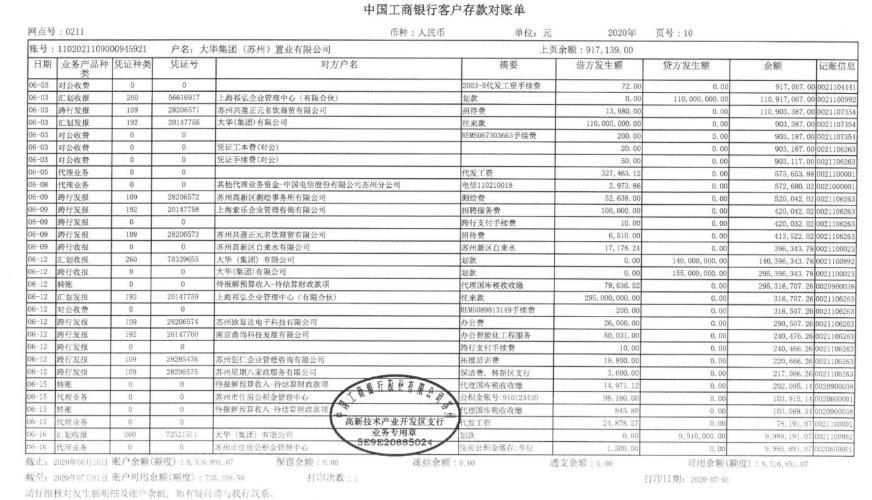 中国工商银行客户存款对账单
网点号：0211 币种：人民币 单位：元 2020年 页号：10
账号：1102021109000945921 户名：大华集团（苏州）置业有限公司 上页余额：917,139.00
日期 业务产品种类 凭证种类 凭证号 对方户名 摘要 借方发生额 贷方发生额 余额 记账信息
06-03 对公收费 0 0 2003-5代发工资手续费 72.00 0.00 917,067.00 0021104441
06-03 汇划收报 260 56616917 上海祁弘企业管理中心（有限合伙） 划款 0.00 110,000,000.00 110,917,067.00 0021100992
06-03 跨行发报 109 28206571 苏州共盈正元名饮商贸有限公司 招待费 13,680.00 0.00 110,903,387.00 0021107354
06-03 汇划发报 192 20147755 大华(集团)有限公司 往来款 110,000,000.00 0.00 903,387.00 0021107354
06-03 对公收费 0 0 REMS067303663手续费 200.00 0.00 903,187.00 0021107354
06-03 对公收费 0 0 凭证工本费(对公) 20.00 0.00 903,167.00 0021106263
06-03 对公收费 0 0 凭证手续费(对公) 50.00 0.00 903,117.00 0021106263
06-05 代理业务 0 0 代发工资 327,463.12 0.00 575,653.88 0021100001
06-08 代理业务 0 0 其他代理业务资金-中国电信股份有限公司苏州分公司 电信110210018 2,973.86 0.00 572,680.02 0021000001
06-09 跨行发报 109 28206572 苏州高新区测绘事务所有限公司 测绘费 52,638.00 0.00 520,042.02 0021106263
06-09 跨行发报 192 20147758 上海索乐企业管理咨询有限公司 招聘服务费 100,000.00 0.00 420,042.02 0021106263
06-09 跨行发报 0 0 跨行支付手续费 10.00 0.00 420,032.02 0021106263
06-09 跨行发报 109 28206573 苏州共盈正元名饮商贸有限公司 招待费 6,510.00 0.00 413,522.02 0021106263
06-09 跨行收报 0 0 苏州高新区自来水有限公司 苏州新区自来水 17,178.24 0.00 396,343.78 0021100023
06-12 汇划收报 260 78339655 大华（集团）有限公司 划款 0.00 140,000,000.00 140,396,343.78 0021100992
06-12 跨行收报 0 0 大华(集团)有限公司 划款 0.00 155,000,000.00 295,396,343.78 0021100023
06-12 转账 0 0 待报解预算收入-待结算财政款项 代理国库税收收缴 79,636.52 0.00 295,316,707.26 0020900038
06-12 汇划发报 192 20147759 上海祁弘企业管理中心（有限合伙） 往来款 295,000,000.00 0.00 316,707.26 0021106263
06-12 对公收费 0 0 REMS089813149手续费 200.00 0.00 316,507.26 0021106263
06-12 跨行发报 109 28206574 苏州欧显达电子科技有限公司 办公费 26,000.00 0.00 290,507.26 0021106263
06-12 跨行发报 192 20147760 南京鼎尚科技发展有限公司 办公智能化工程服务 50,031.00 0.00 240,476.26 0021106263
06-12 跨行发报 0 0 跨行支付手续费 10.00 0.00 240,466.26 0021106263
06-12 跨行发报 109 28285476 苏州创仁企业管理咨询有限公司 拓展培训费 19,800.00 0.00 220,666.26 0021106263
06-12 跨行发报 109 28206575 苏州星期八家政服务有限公司 保洁费，转新区支行 3,600.00 0.00 217,066.26 0021106263
06-15 转账 0 0 待报解预算收入-待结算财政款项 代理国库税收收缴 14,971.12 0.00 202,095.14 0020900038
06-15 代理业务 0 0 苏州市住房公积金管理中心 公积金账号:910123430 98,180.00 0.00 103,915.14 0020600001
06-15 转账 0 0 待报解预算收入-待结算财政款项 代理国库税收收缴 845.80 0.00 103,069.34 0020900038
06-15 代理业务 0 0 代发工资 24,878.27 0.00 78,191.07 0021100001
06-16 汇划收报 260 72521511 大华（集团）有限公司 划款 0.00 9,910,000.00 9,988,191.07 0021100992
06-16 代理业务 0 0 苏州市住房公积金管理中心 住房公积金缴存:单位 1,300.00 0.00 9,986,891.07 0020600001
中国工商银行股份有限公司苏州
高新技术产业开发区支行
业务专用章
5E9E20885024
截止：2020年06月16日 账户余额(额度)：9,516,891.07 保留余额：0.00 冻结余额：0.00 透支余额：0.00 可用余额(额度)：9,516,891.07
截至：2020年07月01日 账户可用余额(额度)： 打印次数：1 打印日期：2020-07-01
请仔细核对发生额明细及账户余额，如有疑问请与我行联系。